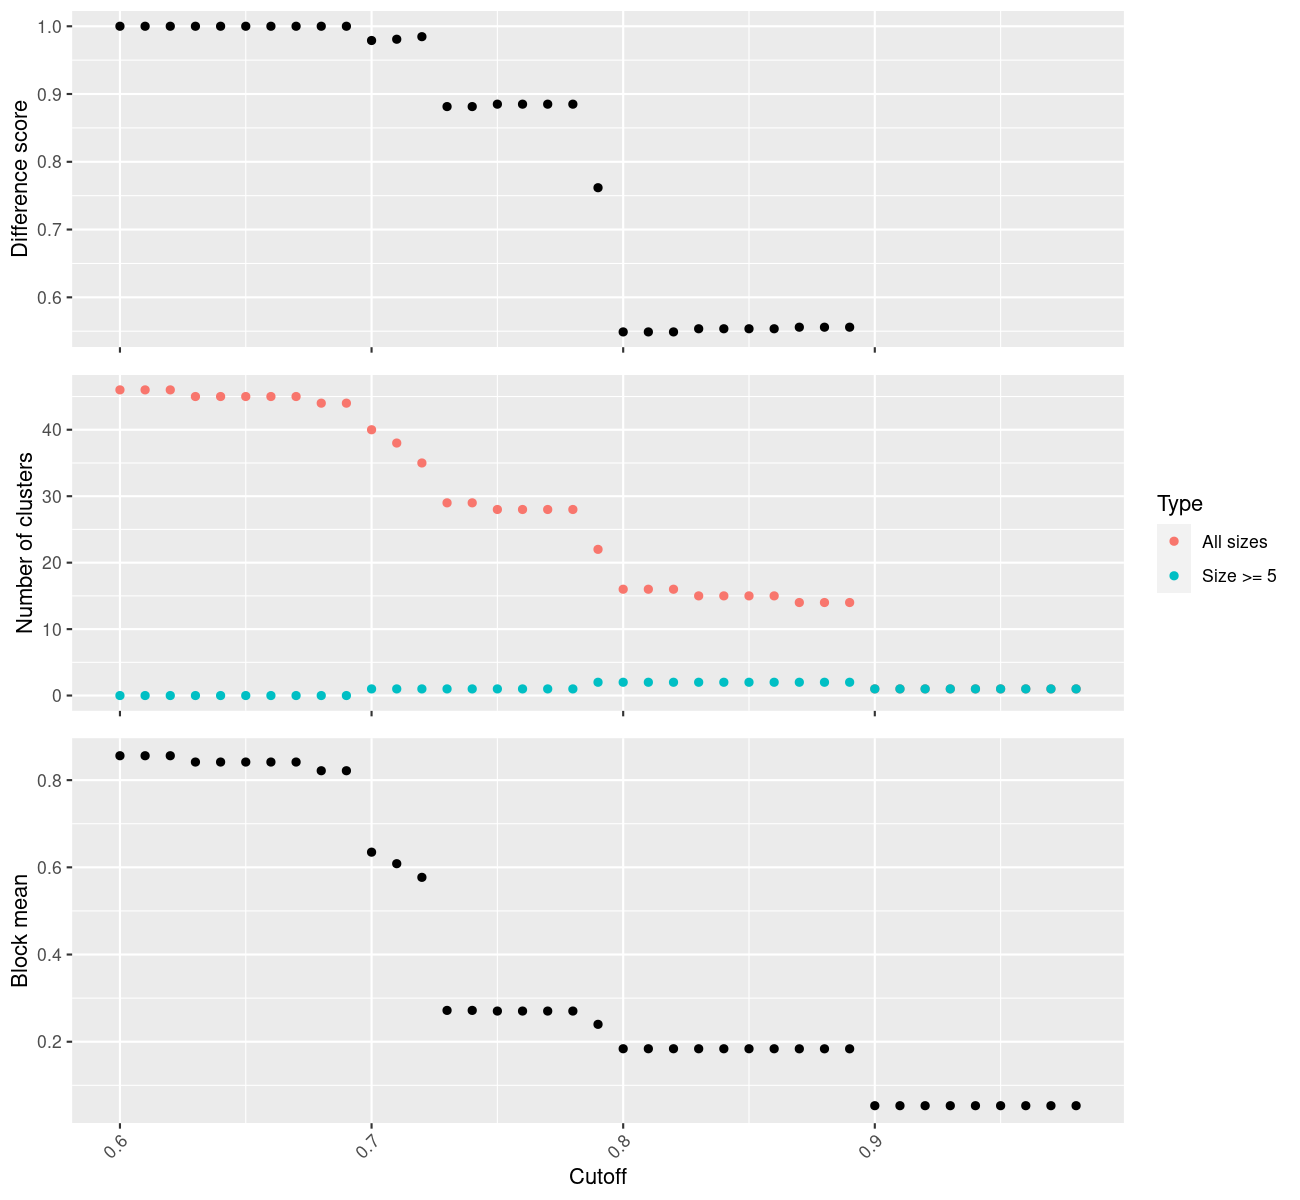 1.0
0.9
0.8
0.7
0.6
Difference score
40
30
20
10
0
Number of clusters
Type
All sizes
Size >= 5
0.8
0.6
0.4
0.2
Block mean
0.6
0.7
0.8
0.9
Cutoff